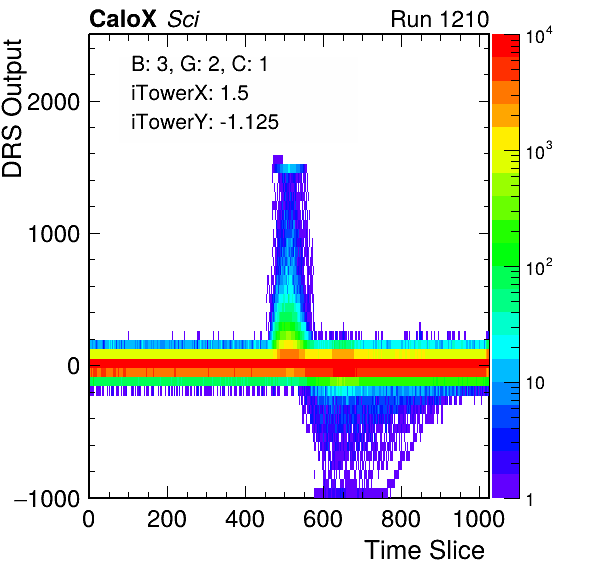 CaloX Sci Run 1210
B: 3, G: 2, C: 1
iTowerX: 1.5
iTowerY: -1.125
DRS Output
2000
1000
0
−1000
0 200 400 600 800 1000
Time Slice
10⁴
10³
10²
10
1